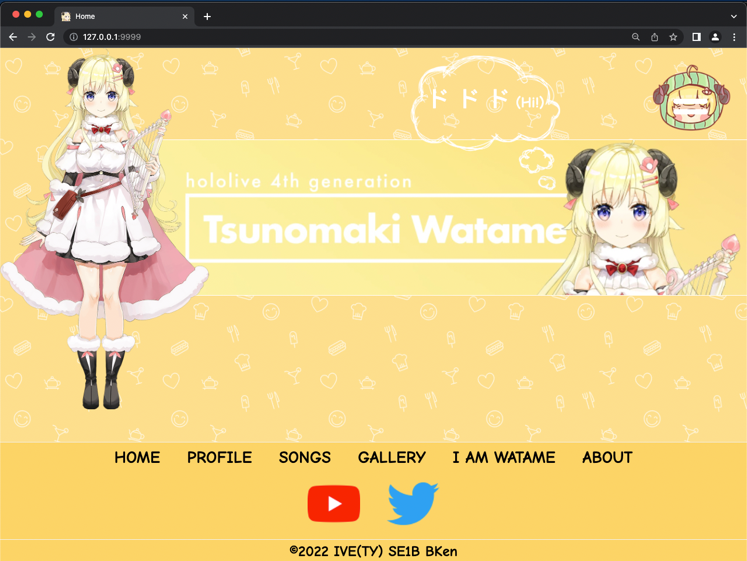 Home
127.0.0.1:9999
ドドド (HI!)
hololive 4th generation
Tsunomaki Watame
HOME PROFILE SONGS GALLERY I AM WATAME ABOUT
©2022 IVE(TY) SE1B BKen